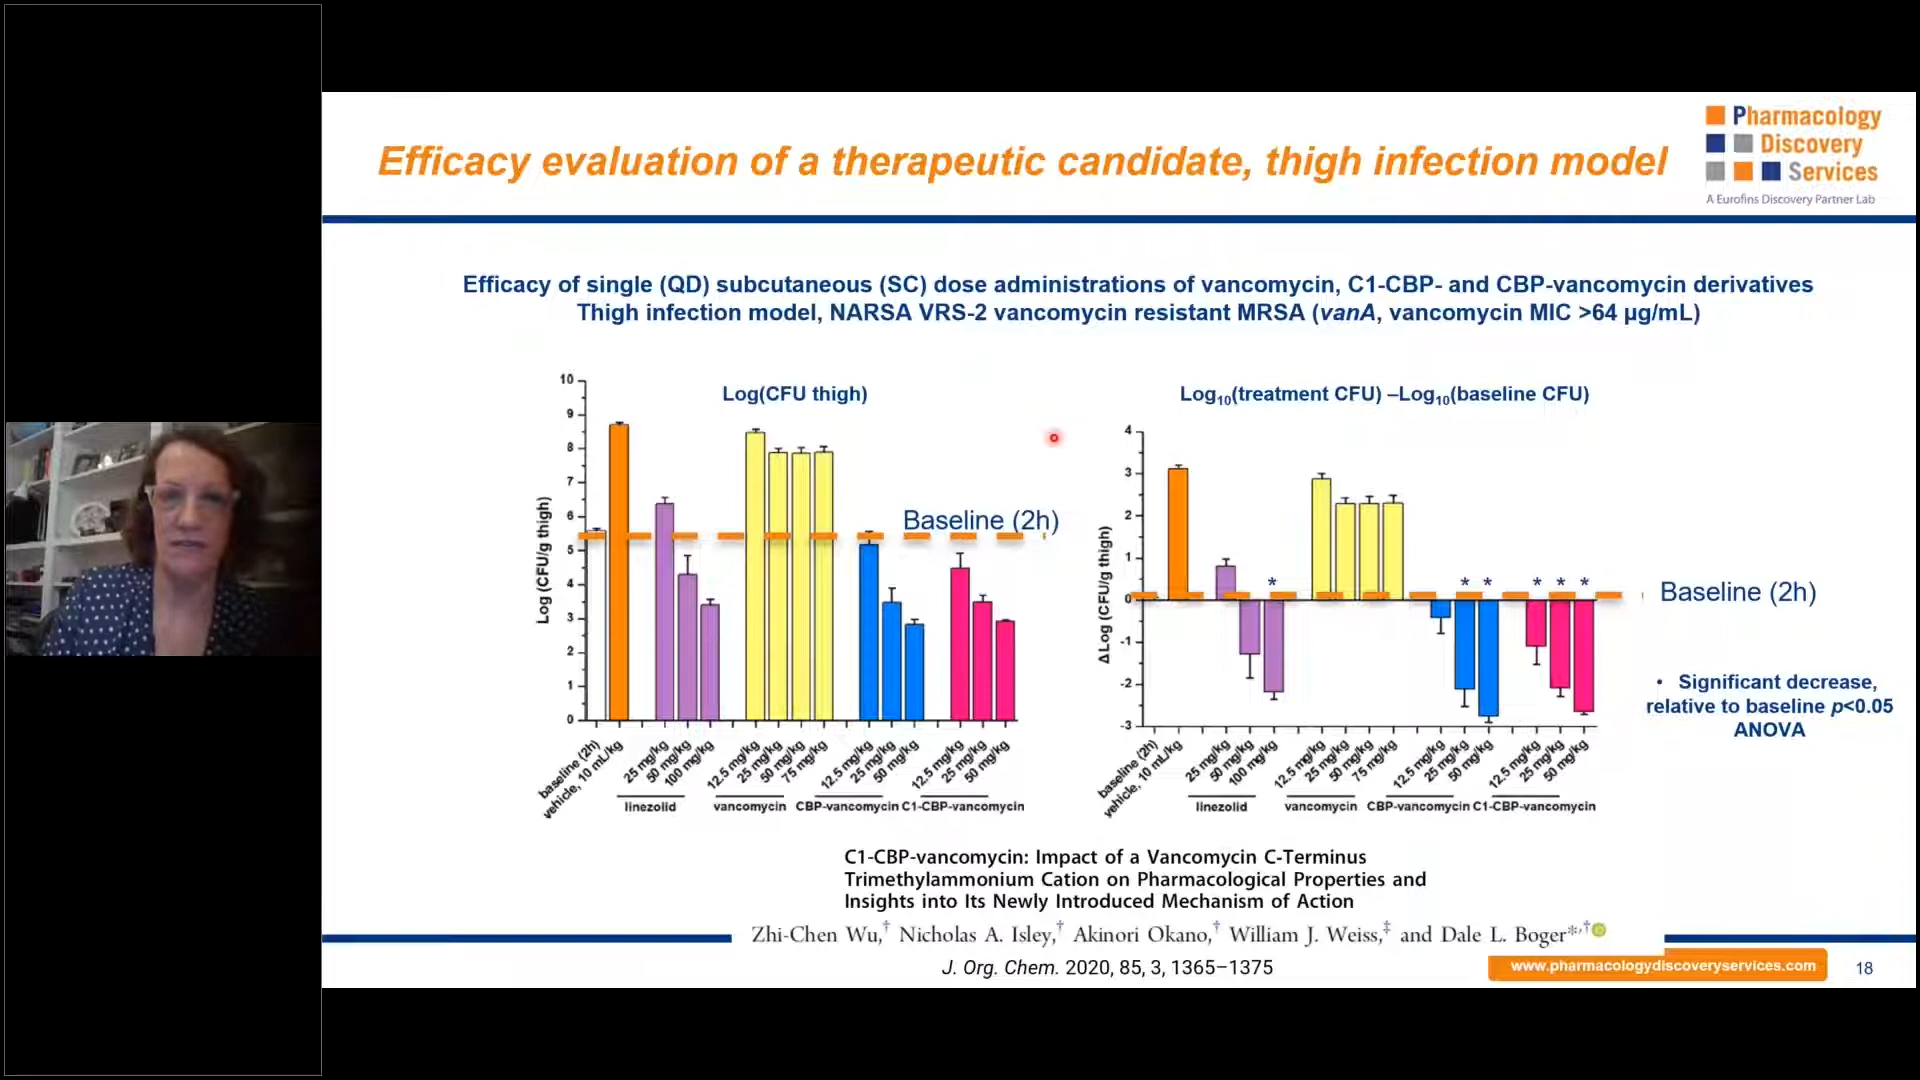 Pharmacology
Discovery
Services
A Eurofins Discovery Partner Lab
Efficacy evaluation of a therapeutic candidate, thigh infection model
Efficacy of single (QD) subcutaneous (SC) dose administrations of vancomycin, C1-CBP- and CBP-vancomycin derivatives
Thigh infection model, NARSA VRS-2 vancomycin resistant MRSA (vanA, vancomycin MIC >64 µg/mL)
Log(CFU thigh)
Log (CFU/g thigh)
10
9
8
7
6
5
4
3
2
1
0
Baseline (2h)
baseline (2h)
vehicle, 10 mL/kg
25 mg/kg
50 mg/kg
100 mg/kg
12.5 mg/kg
25 mg/kg
50 mg/kg
75 mg/kg
12.5 mg/kg
25 mg/kg
50 mg/kg
12.5 mg/kg
25 mg/kg
50 mg/kg
linezolid
vancomycin
CBP-vancomycin
C1-CBP-vancomycin
Log10(treatment CFU) –Log10(baseline CFU)
ΔLog (CFU/g thigh)
4
3
2
1
0
-1
-2
-3
* * * * * *
Baseline (2h)
baseline (2h)
vehicle, 10 mL/kg
25 mg/kg
50 mg/kg
100 mg/kg
12.5 mg/kg
25 mg/kg
50 mg/kg
75 mg/kg
12.5 mg/kg
25 mg/kg
50 mg/kg
12.5 mg/kg
25 mg/kg
50 mg/kg
linezolid
vancomycin
CBP-vancomycin
C1-CBP-vancomycin
• Significant decrease,
relative to baseline p<0.05
ANOVA
C1-CBP-vancomycin: Impact of a Vancomycin C-Terminus
Trimethylammonium Cation on Pharmacological Properties and
Insights into Its Newly Introduced Mechanism of Action
Zhi-Chen Wu,† Nicholas A. Isley,† Akinori Okano,† William J. Weiss,‡ and Dale L. Boger*,†
J. Org. Chem. 2020, 85, 3, 1365−1375
www.pharmacologydiscoveryservices.com
18